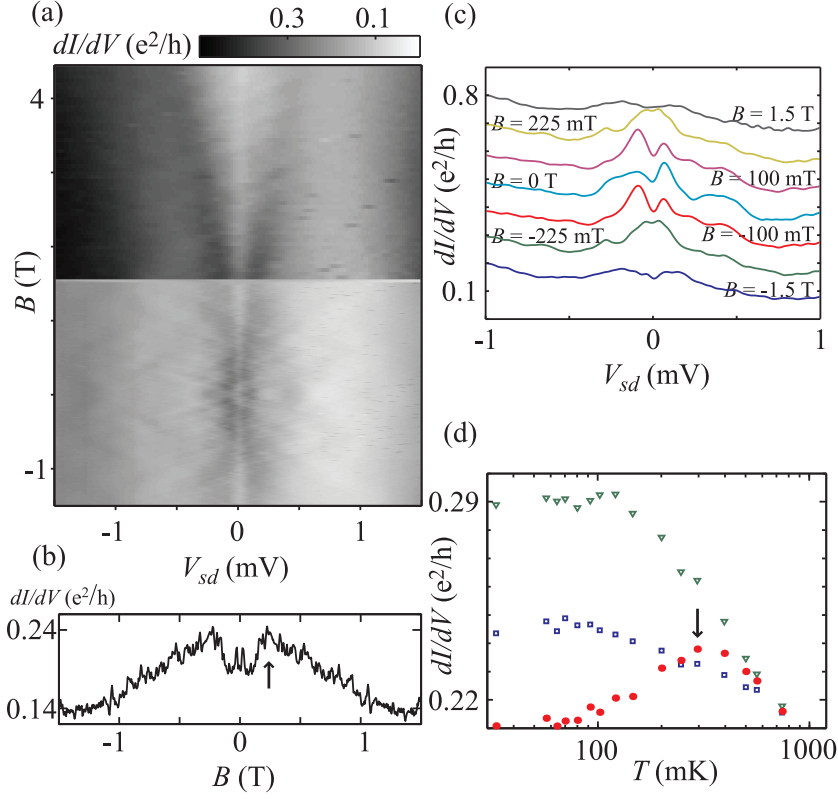 (a)
dI/dV (e²/h)
0.3
0.1
4
-1
B (T)
-1
0
1
V_sd (mV)
(b)
dI/dV (e²/h)
0.24
0.14
-1
0
1
B (T)
(c)
0.8
0.1
dI/dV (e²/h)
B = 1.5 T
B = 225 mT
B = 100 mT
B = 0 T
B = -100 mT
B = -225 mT
B = -1.5 T
-1
0
1
V_sd (mV)
(d)
0.29
0.22
dI/dV (e²/h)
100
1000
T (mK)